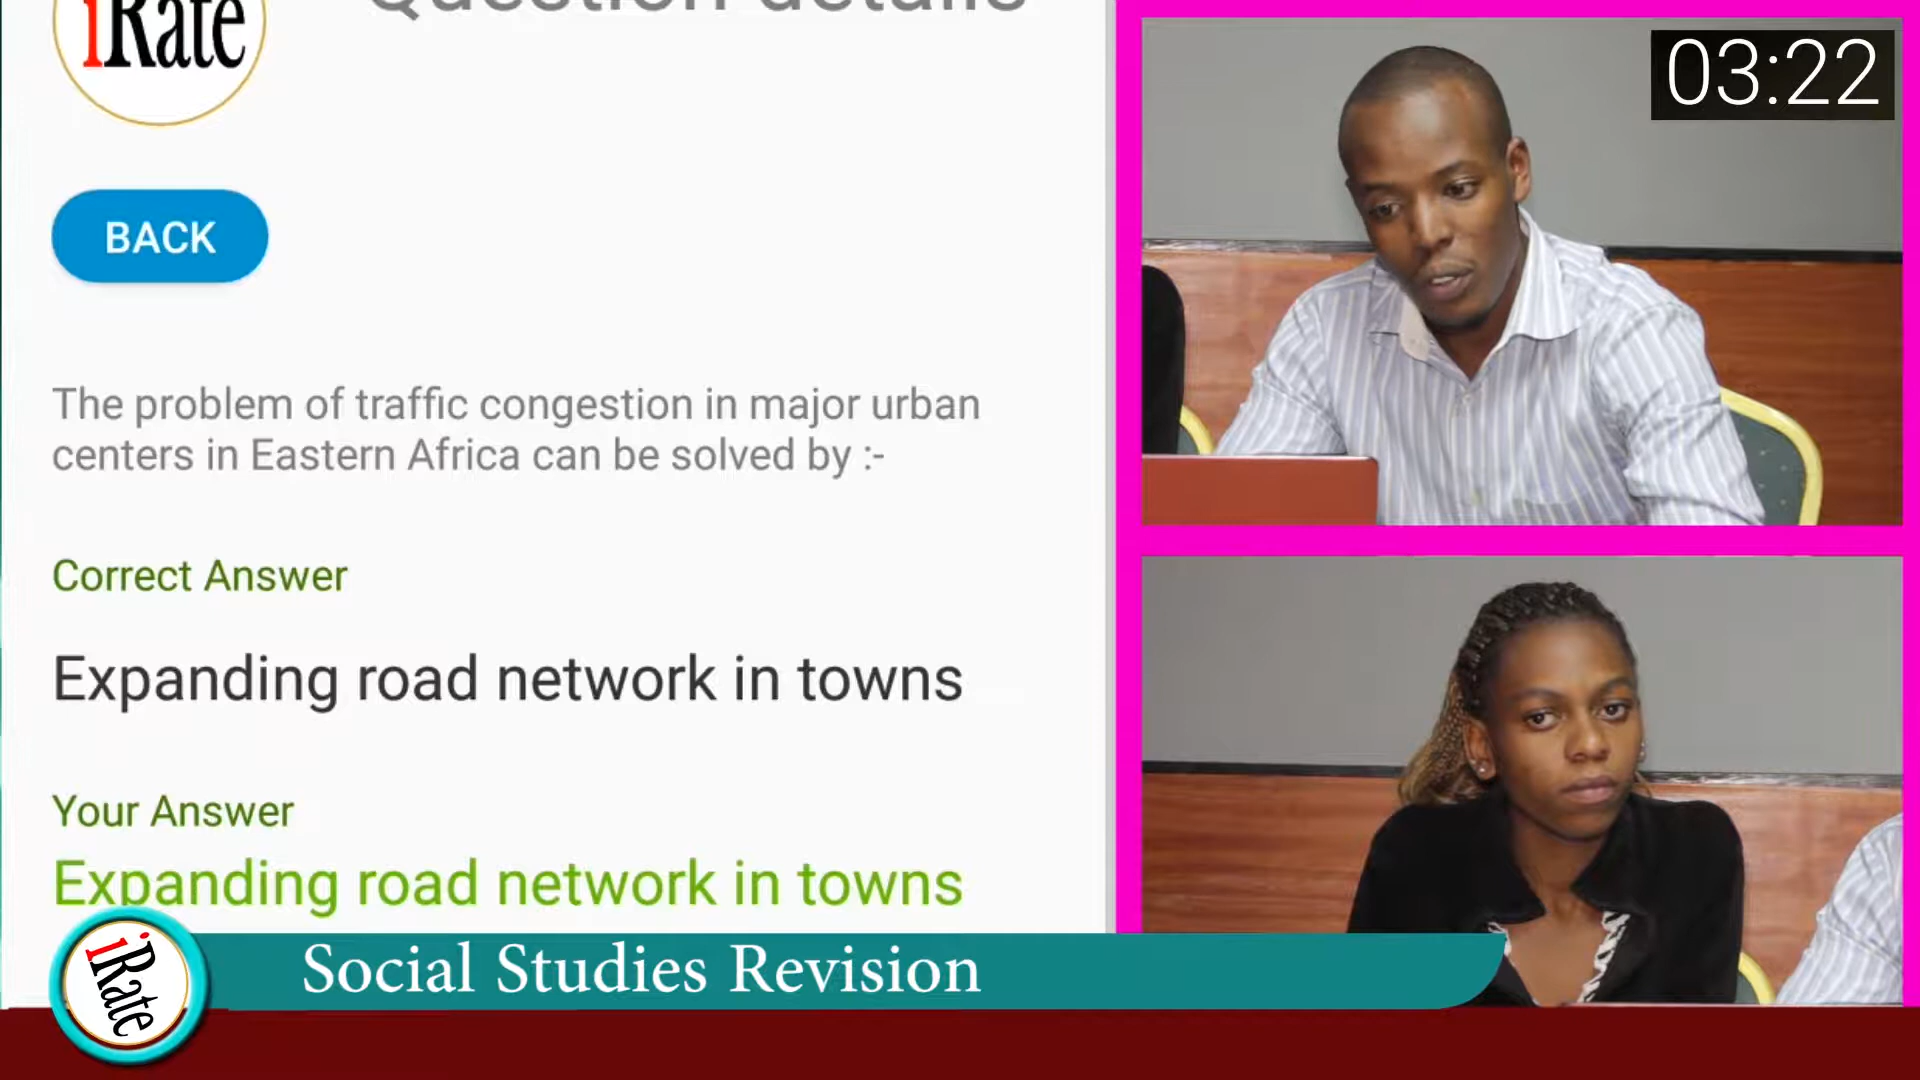 Question details
iRate
BACK
The problem of traffic congestion in major urban
centers in Eastern Africa can be solved by :-
Correct Answer
Expanding road network in towns
Your Answer
Expanding road network in towns
03:22
iRate
Social Studies Revision